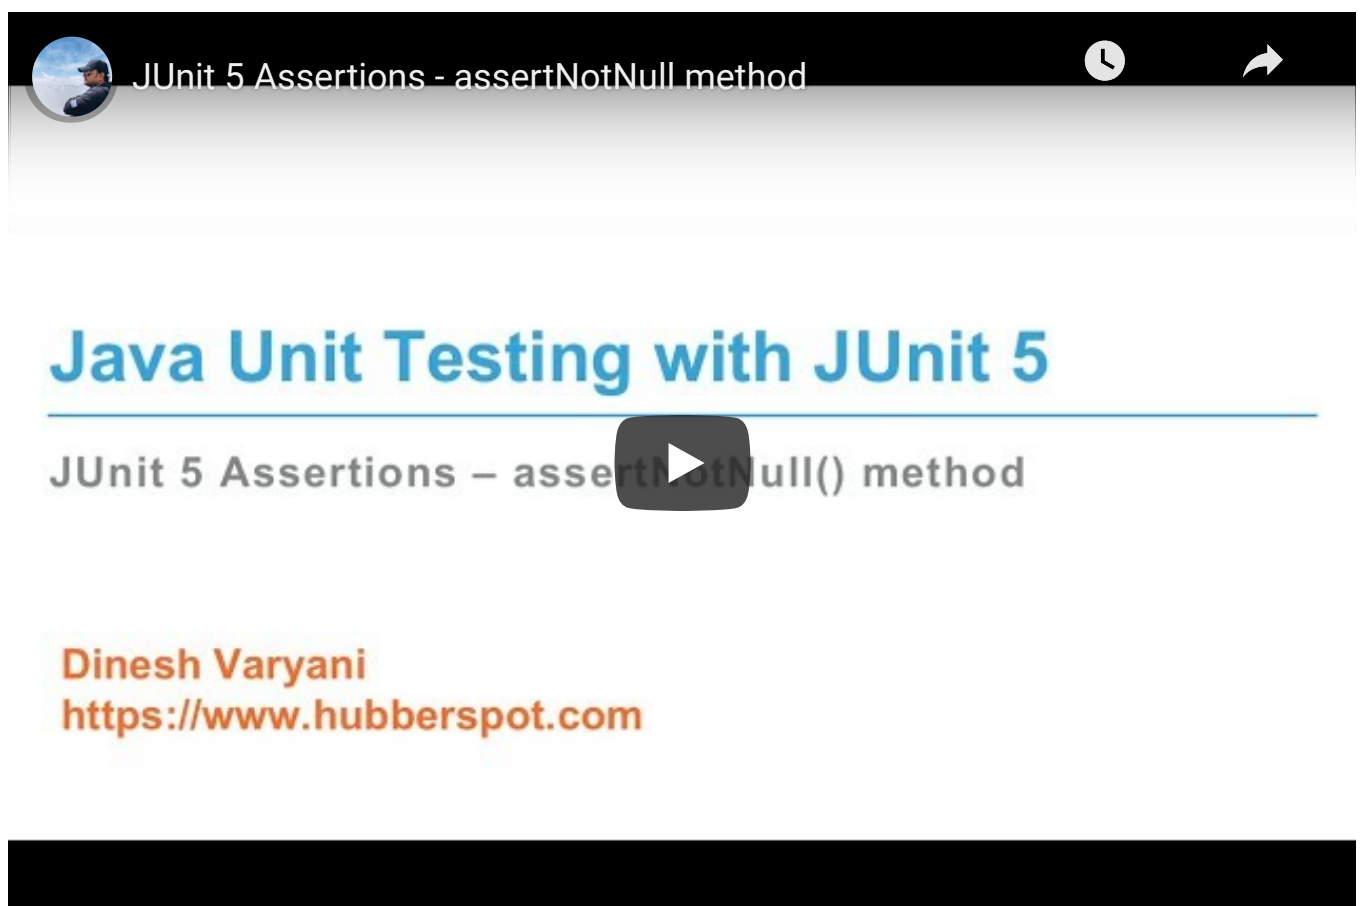 JUnit 5 Assertions - assertNotNull method
Java Unit Testing with JUnit 5
JUnit 5 Assertions – assertNotNull() method
Dinesh Varyani
https://www.hubberspot.com